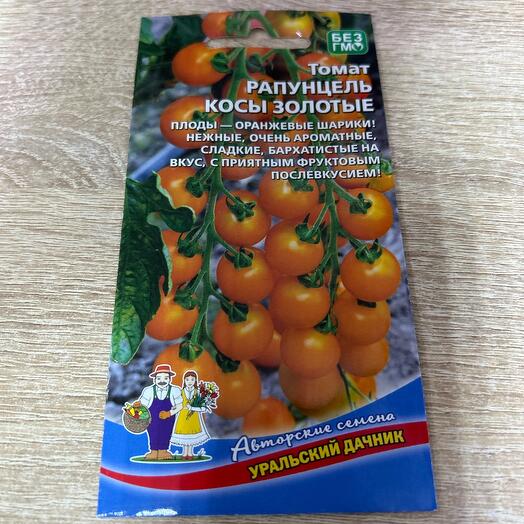 БЕЗ
ГМО
Томат
РАПУНЦЕЛЬ
КОСЫ ЗОЛОТЫЕ
ПЛОДЫ — ОРАНЖЕВЫЕ ШАРИКИ!
НЕЖНЫЕ, ОЧЕНЬ АРОМАТНЫЕ,
СЛАДКИЕ, БАРХАТИСТЫЕ НА
ВКУС, С ПРИЯТНЫМ ФРУКТОВЫМ
ПОСЛЕВКУСИЕМ!
Авторские семена
УРАЛЬСКИЙ ДАЧНИК